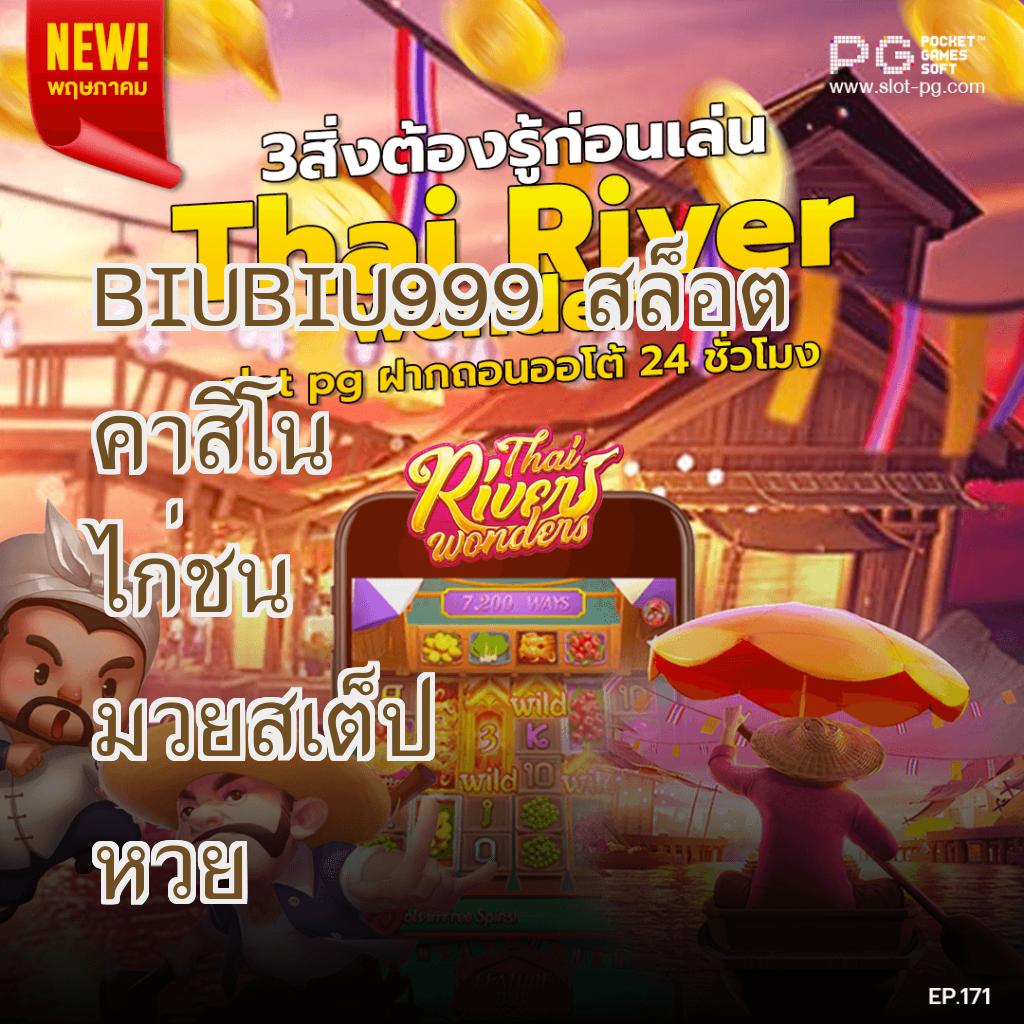 NEW!
พฤษภาคม
PG POCKET GAMES SOFT™
www.slot-pg.com
3สิ่งต้องรู้ก่อนเล่น
Thai River
wonders
BIUBIU999 สล็อต
slot pg ฝากถอนออโต้ 24 ชั่วโมง
คาสิโน
Thai
River
wonders
ไก่ชน
7,200 WAYS
wild
มวยสเต็ป
K
wild 10
J
Q
หวย
EP.171